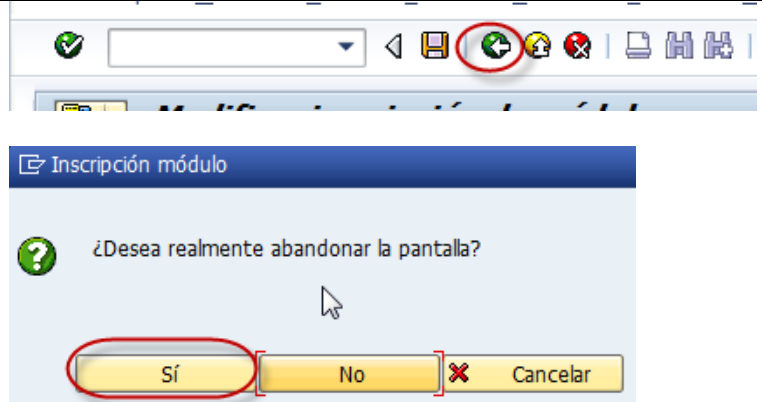 Inscripción módulo
¿Desea realmente abandonar la pantalla?
Sí No Cancelar